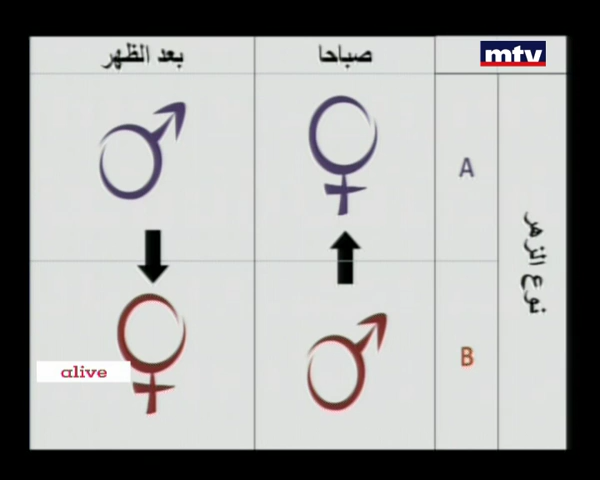 mtv
صباحا
بعد الظهر
A
نوع الزهر
B
alive